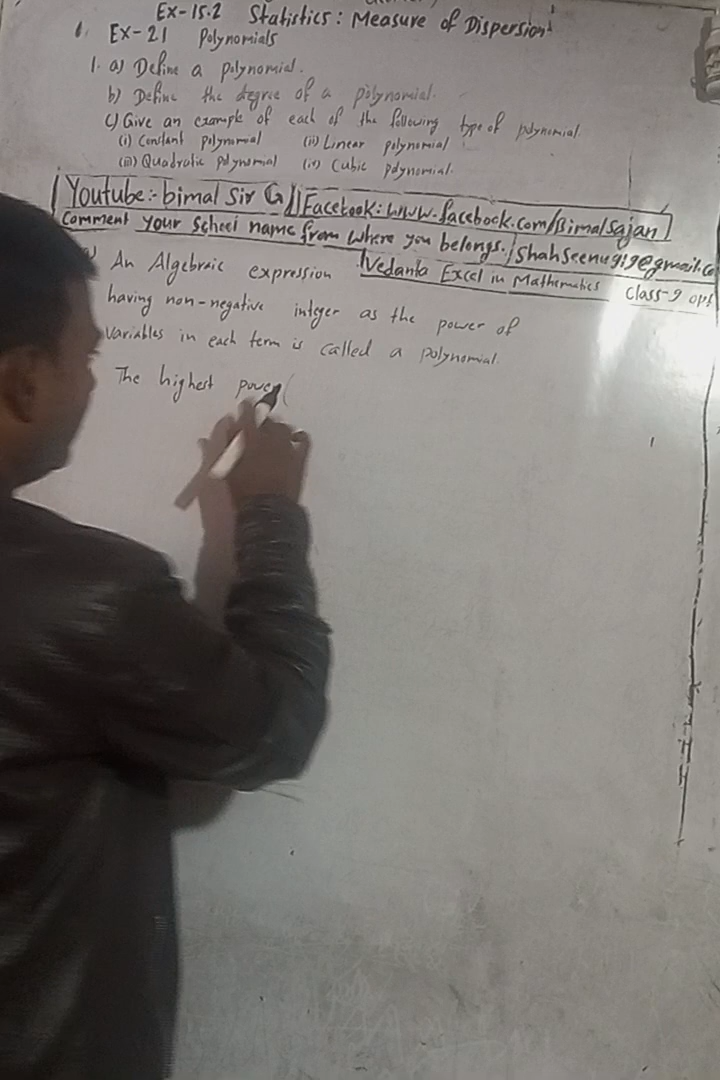 Ex-15.2 Statistics: Measure of Dispersion
1. Ex-21 Polynomials
1. a) Define a polynomial.
b) Define the degree of a polynomial.
c) Give an example of each of the following type of polynomial.
(i) Constant polynomial (ii) Linear polynomial
(iii) Quadratic polynomial (iv) Cubic polynomial.
Youtube:- bimal Sir G Facebook: www.facebook.com/BimalSajan
Comment your School name from where you belongs. / shahseenu919@gmail.co
a) An Algebraic expression Vedanta Excel in Mathematics Class-9 opt
having non-negative integer as the power of
variables in each term is called a polynomial.
The highest power (